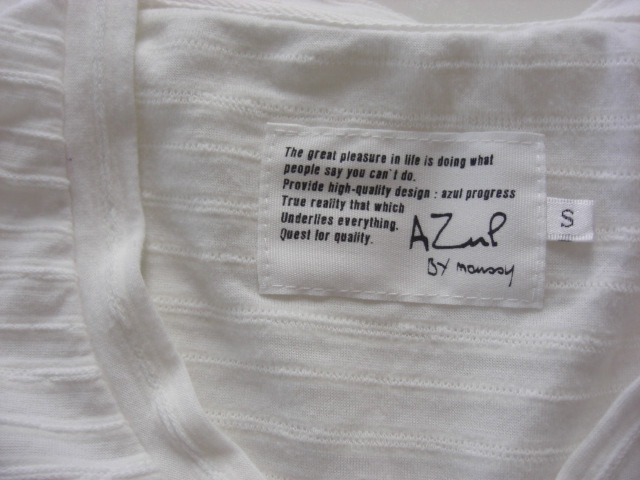 The great pleasure in life is doing what
people say you can't do.
Provide high-quality design : azul progress
True reality that which
Underlies everything.
Quest for quality.
AZUL
BY moussy
S